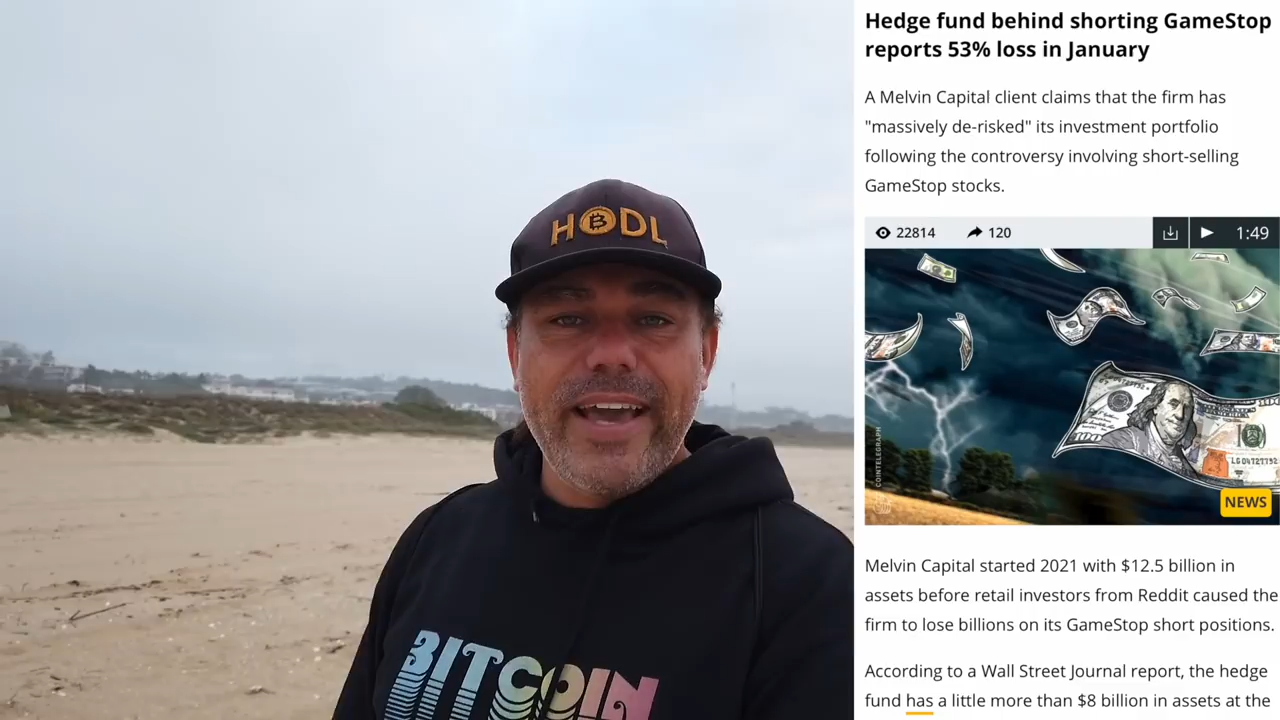 HODL
BITCOIN
Hedge fund behind shorting GameStop
reports 53% loss in January
A Melvin Capital client claims that the firm has
"massively de-risked" its investment portfolio
following the controversy involving short-selling
GameStop stocks.
22814 120 1:49
COINTELEGRAPH
100
LG04727752
NEWS
Melvin Capital started 2021 with $12.5 billion in
assets before retail investors from Reddit caused the
firm to lose billions on its GameStop short positions.
According to a Wall Street Journal report, the hedge
fund has a little more than $8 billion in assets at the